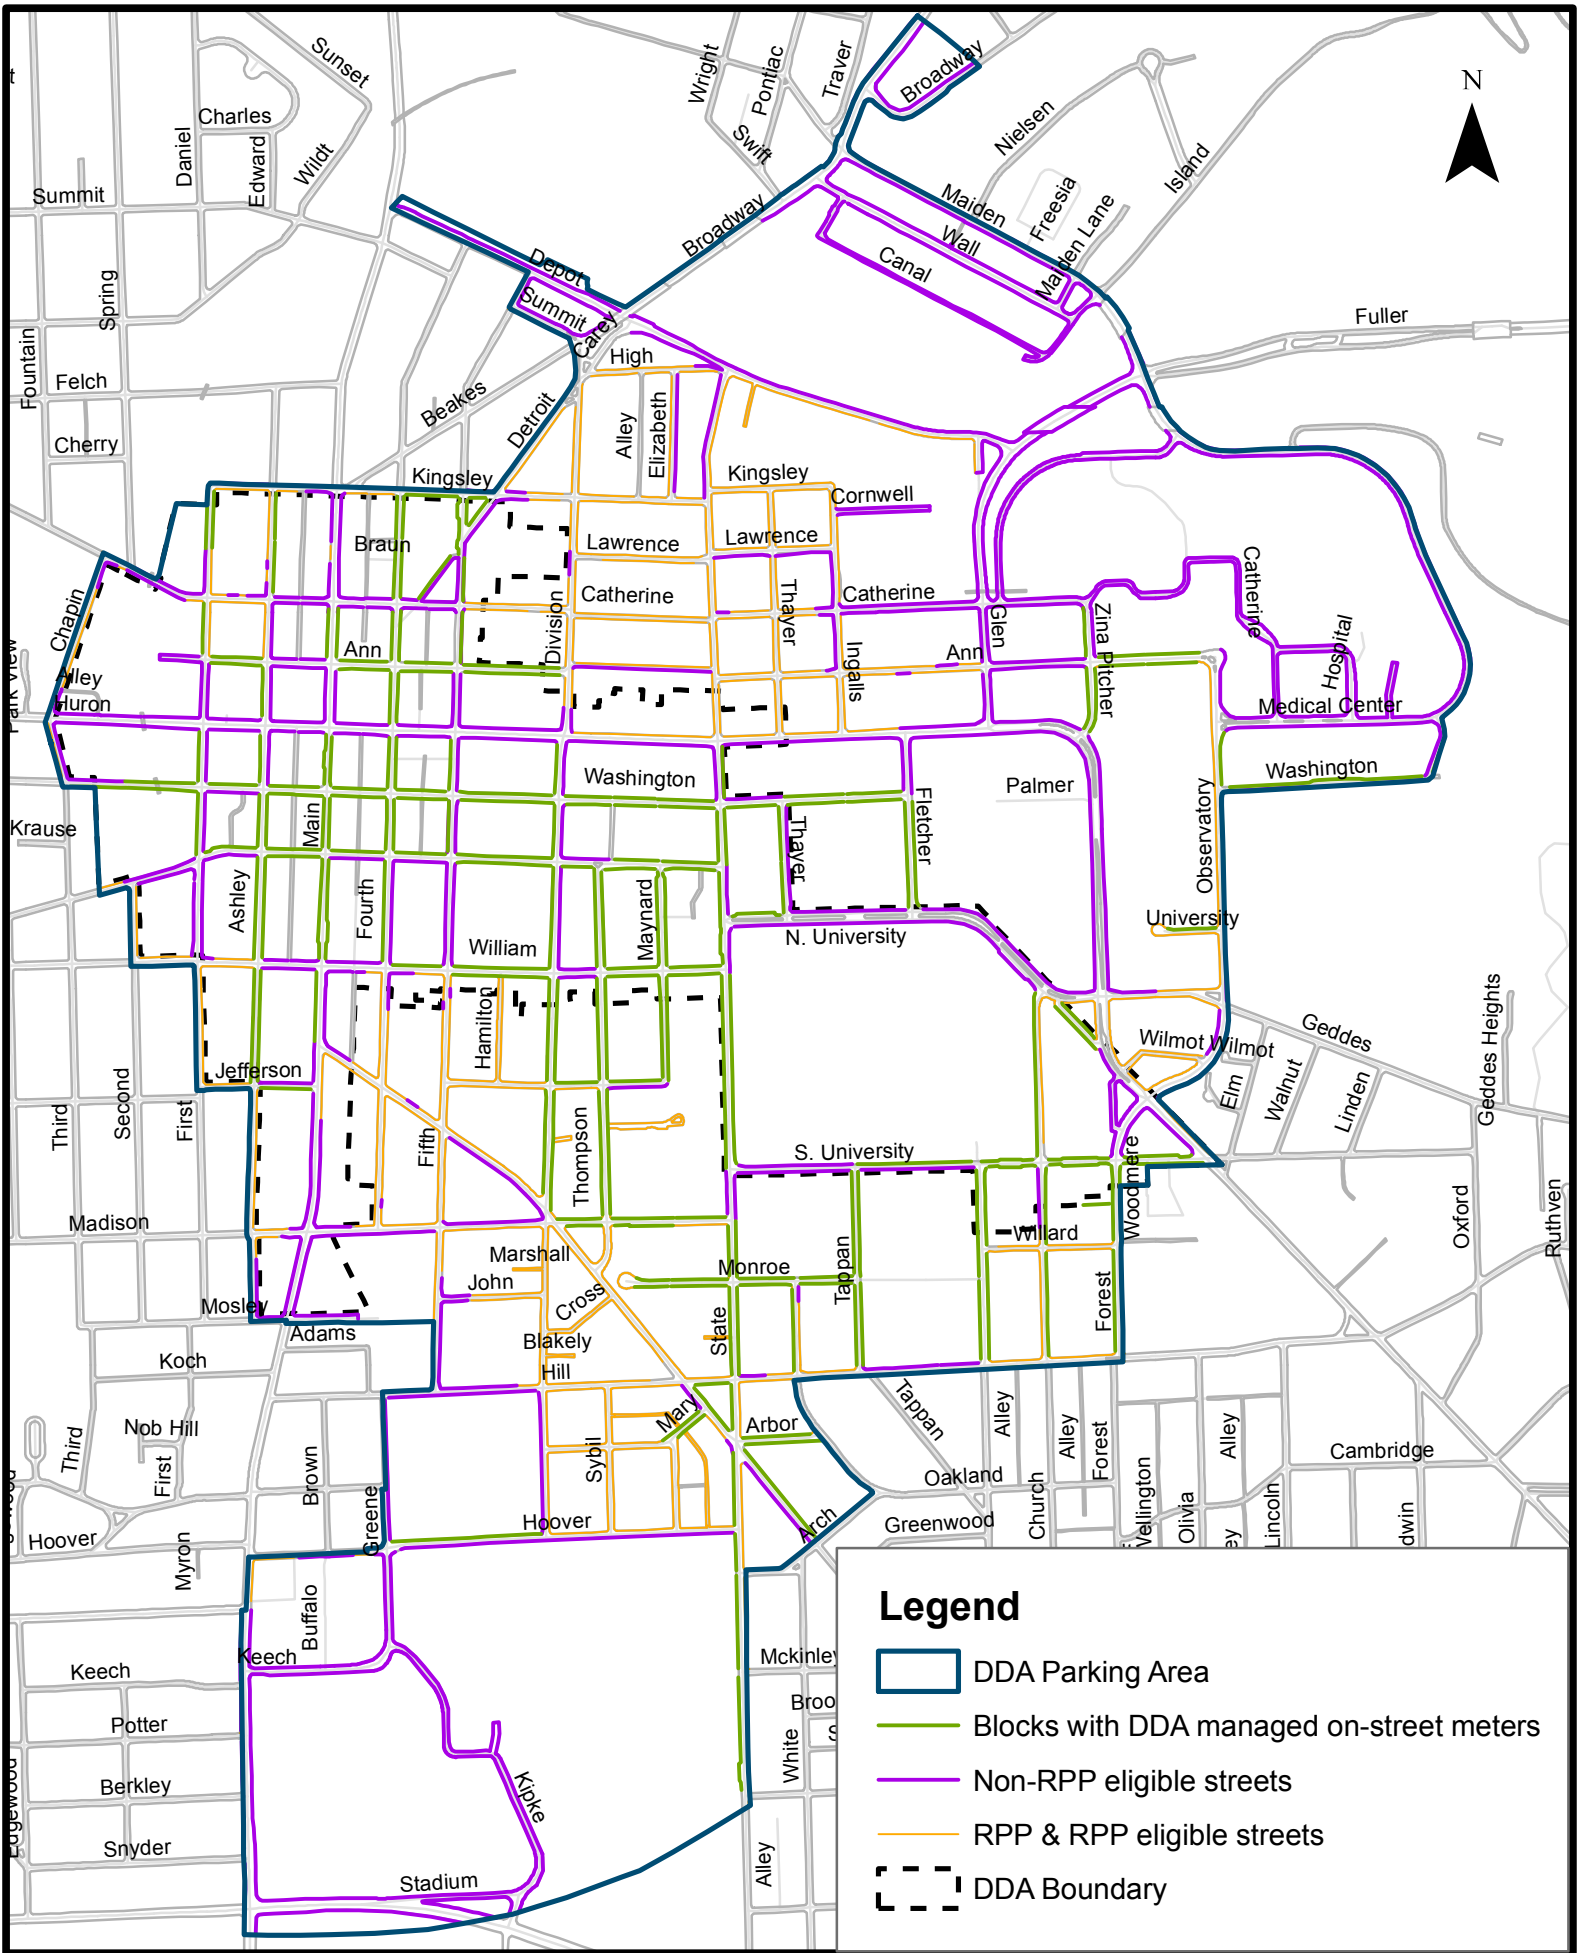 Sunset
Wright
Pontiac
Traver
Broadway
N
Charles
Daniel
Edward
Wildt
Swift
Nielsen
Island
Summit
Freesia
Maiden
Maiden Lane
Broadway
Wall
Canal
Depot
Summit
Carey
Spring
Fountain
Fuller
High
Felch
Beakes
Detroit
Alley
Elizabeth
Cherry
Kingsley
Kingsley
Cornwell
Braun
Lawrence
Lawrence
Catherine
Catherine
Thayer
Catherine
Chapin
Division
Glen
Zina Pitcher
Hospital
Ann
Ingalls
Ann
Alley
Huron
Medical Center
Washington
Palmer
Washington
Krause
Main
Thayer
Fletcher
Observatory
Ashley
Fourth
Maynard
University
William
N. University
Hamilton
Geddes
Geddes Heights
Wilmot
Wilmot
Jefferson
Elm
Walnut
Linden
Third
Second
First
Fifth
Thompson
S. University
Woodmere
Oxford
Ruthven
Madison
Willard
Marshall
Monroe
Tappan
John
Cross
Forest
Mosley
Adams
Blakely
State
Koch
Hill
Tappan
Alley
Alley
Forest
Alley
Nob Hill
Mary
Arbor
Third
First
Brown
Sybil
Cambridge
Oakland
Church
Olivia
Lincoln
Greene
Hoover
Arch
Greenwood
Hoover
Myron
Buffalo
Keech
Keech
Potter
Berkley
Snyder
White
Kipke
Stadium
Alley
Legend
DDA Parking Area
Blocks with DDA managed on-street meters
Non-RPP eligible streets
RPP & RPP eligible streets
DDA Boundary